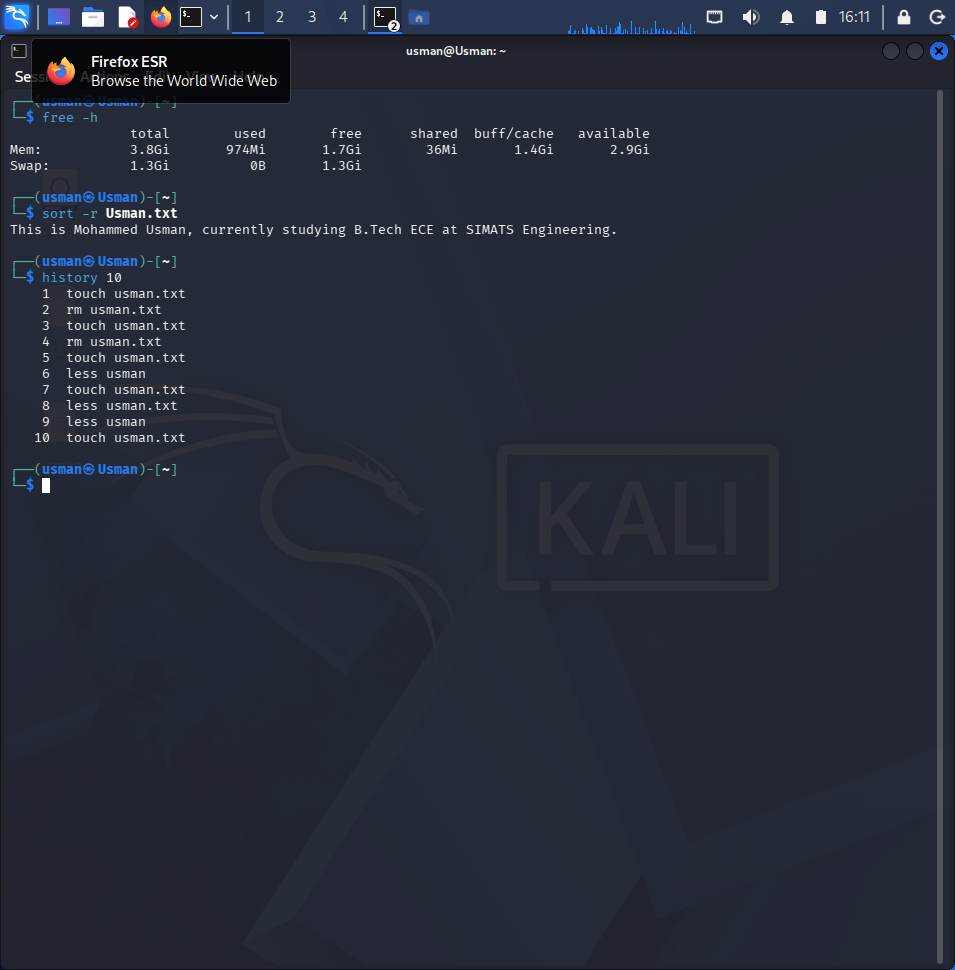 1 2 3 4 2 16:11
usman@Usman: ~
Firefox ESR
Browse the World Wide Web
┌──(usman㉿Usman)-[~]
└─$ free -h
total used free shared buff/cache available
Mem: 3.8Gi 974Mi 1.7Gi 36Mi 1.4Gi 2.9Gi
Swap: 1.3Gi 0B 1.3Gi
┌──(usman㉿Usman)-[~]
└─$ sort -r Usman.txt
This is Mohammed Usman, currently studying B.Tech ECE at SIMATS Engineering.
┌──(usman㉿Usman)-[~]
└─$ history 10
1 touch usman.txt
2 rm usman.txt
3 touch usman.txt
4 rm usman.txt
5 touch usman.txt
6 less usman
7 touch usman.txt
8 less usman.txt
9 less usman
10 touch usman.txt
┌──(usman㉿Usman)-[~]
└─$
KALI